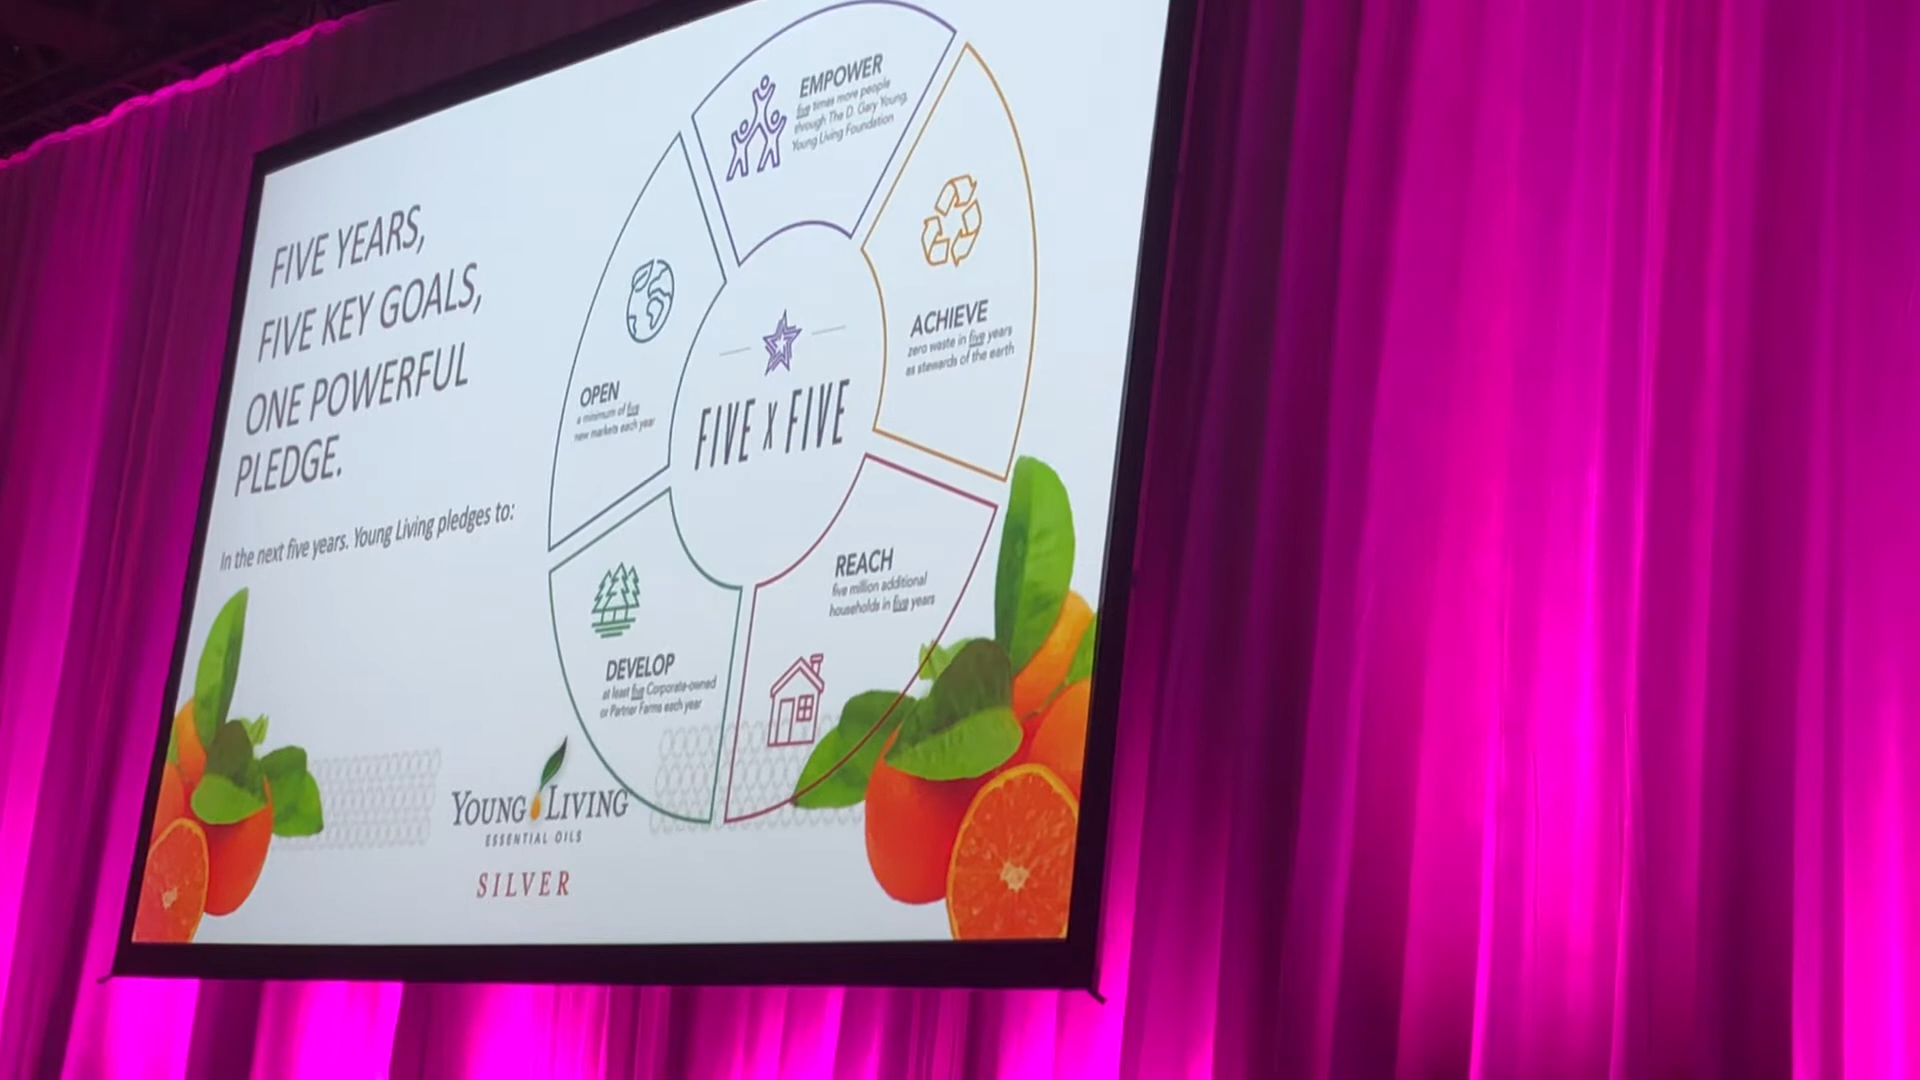 FIVE YEARS,
FIVE KEY GOALS,
ONE POWERFUL
PLEDGE.
In the next five years. Young Living pledges to:
EMPOWER
five times more people
through The D. Gary Young,
Young Living Foundation
ACHIEVE
zero waste in five years
as stewards of the earth
REACH
five million additional
households in five years
DEVELOP
at least five Corporate-owned
or Partner Farms each year
OPEN
a minimum of five
new markets each year
FIVE X FIVE
YOUNG LIVING
ESSENTIAL OILS
SILVER